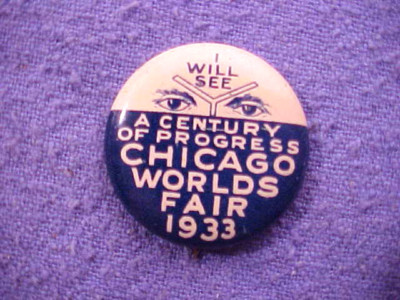 I
WILL
SEE
A CENTURY
OF PROGRESS
CHICAGO
WORLDS
FAIR
1933